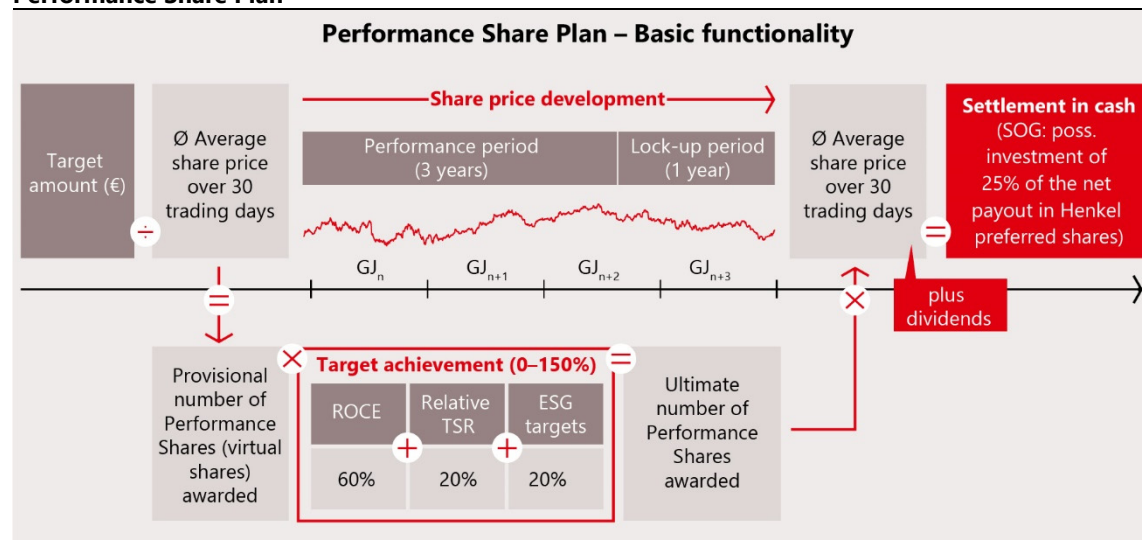 Performance Share Plan – Basic functionality
Target
amount (€)
÷
Ø Average
share price
over 30
trading days
Share price development
Performance period
(3 years)
Lock-up period
(1 year)
Ø Average
share price
over 30
trading days
=
Settlement in cash
(SOG: poss.
investment of
25% of the net
payout in Henkel
preferred shares)
GJn
GJn+1
GJn+2
GJn+3
=
×
plus
dividends
Provisional
number of
Performance
Shares (virtual
shares)
awarded
×
Target achievement (0–150%)
=
ROCE
Relative
TSR
ESG
targets
+
+
60%
20%
20%
Ultimate
number of
Performance
Shares
awarded